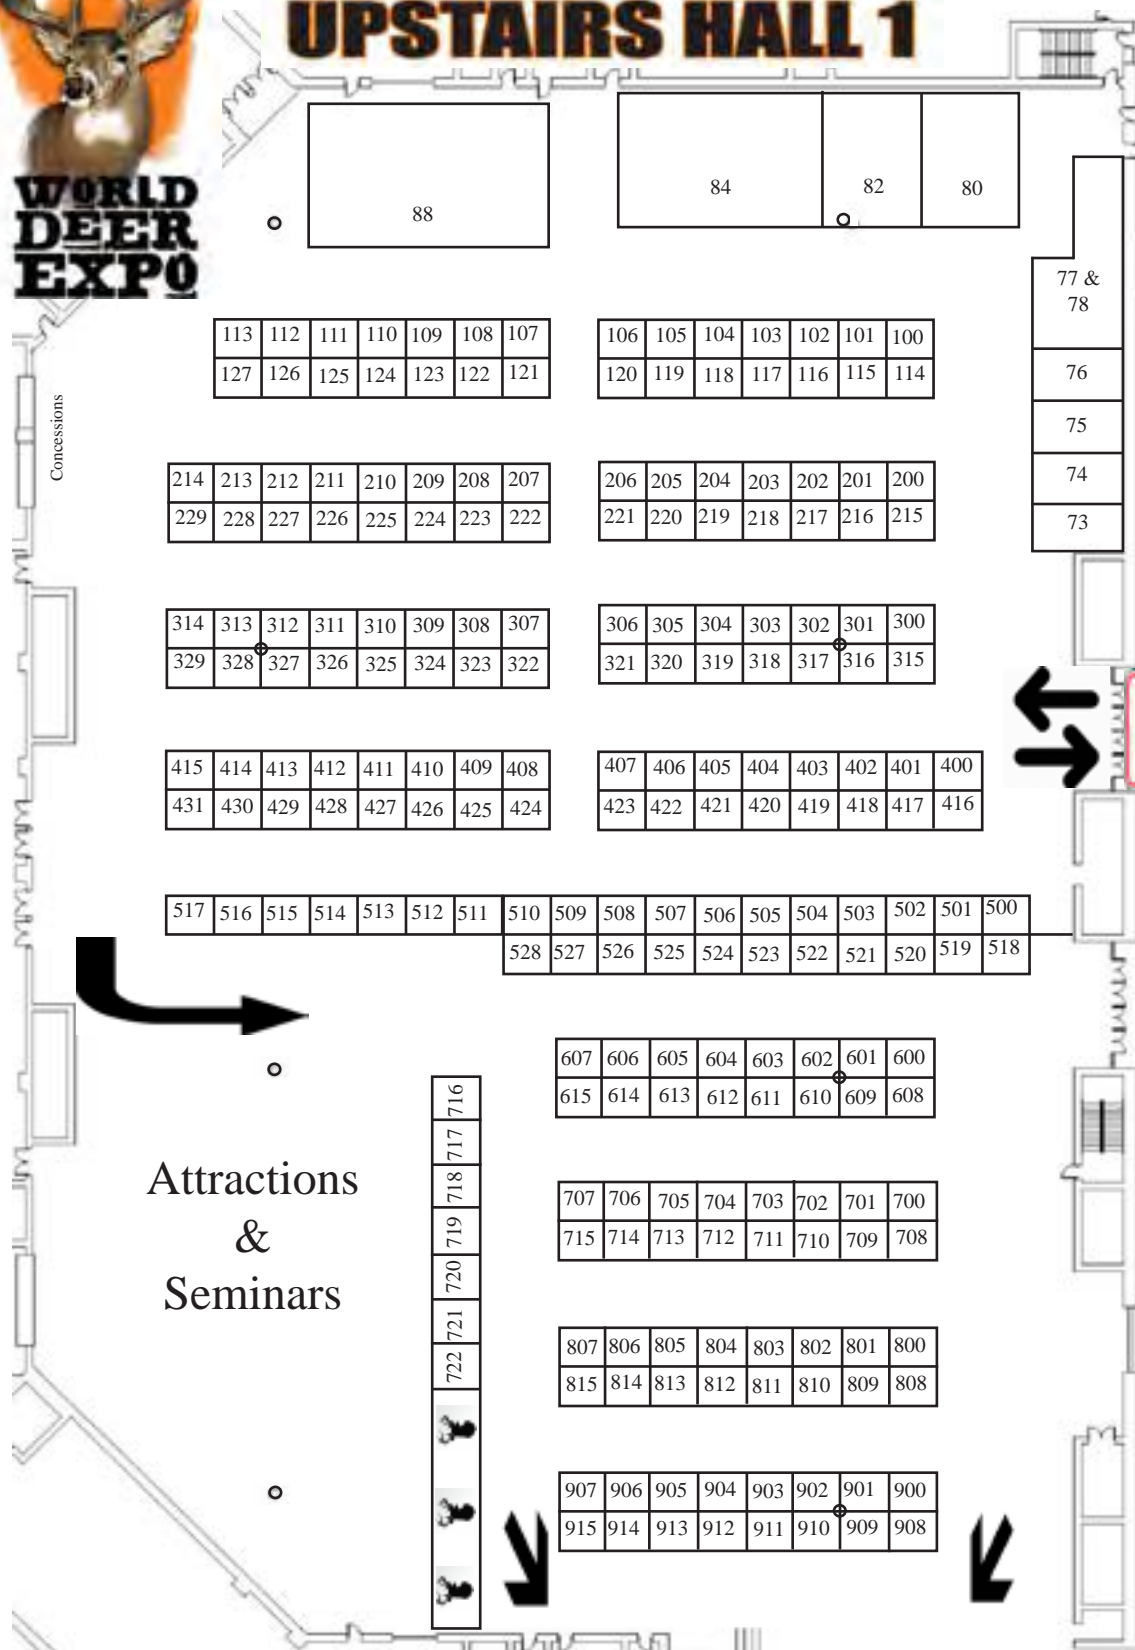 UPSTAIRS HALL 1
WORLD
DEER
EXPO
88
84 82 80
77 &
78
76
75
74
73
Concessions
113 112 111 110 109 108 107 106 105 104 103 102 101 100
127 126 125 124 123 122 121 120 119 118 117 116 115 114
214 213 212 211 210 209 208 207 206 205 204 203 202 201 200
229 228 227 226 225 224 223 222 221 220 219 218 217 216 215
314 313 312 311 310 309 308 307 306 305 304 303 302 301 300
329 328 327 326 325 324 323 322 321 320 319 318 317 316 315
415 414 413 412 411 410 409 408 407 406 405 404 403 402 401 400
431 430 429 428 427 426 425 424 423 422 421 420 419 418 417 416
517 516 515 514 513 512 511 510 509 508 507 506 505 504 503 502 501 500
528 527 526 525 524 523 522 521 520 519 518
607 606 605 604 603 602 601 600
615 614 613 612 611 610 609 608
716
717
718
719
720
721
722
Attractions
&
Seminars
707 706 705 704 703 702 701 700
715 714 713 712 711 710 709 708
807 806 805 804 803 802 801 800
815 814 813 812 811 810 809 808
907 906 905 904 903 902 901 900
915 914 913 912 911 910 909 908